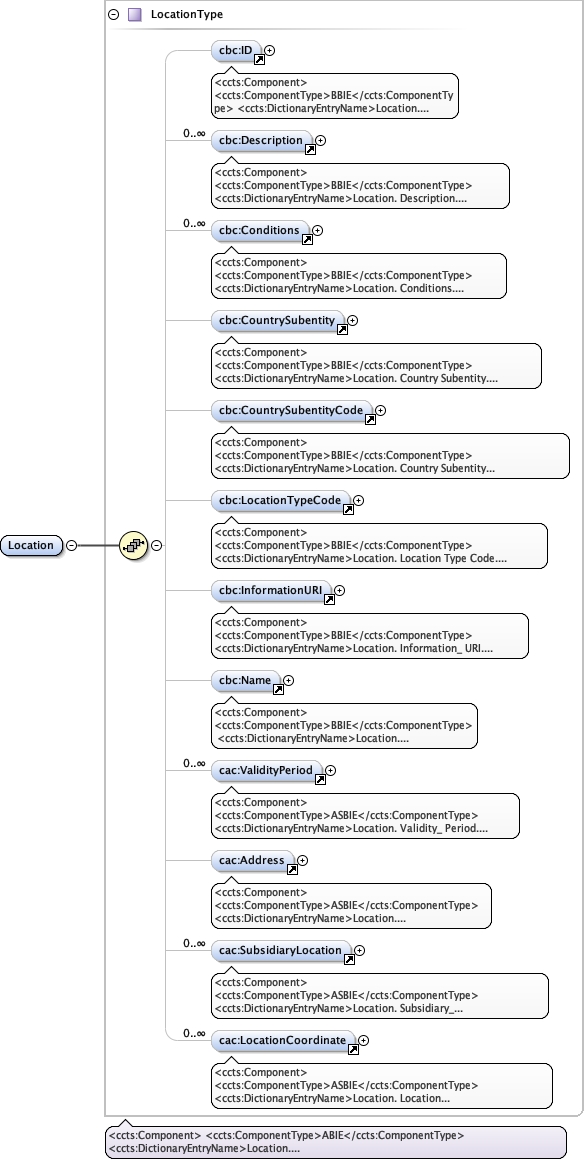 LocationType
cbc:ID
<ccts:Component>
<ccts:ComponentType>BBIE</ccts:ComponentTy
pe> <ccts:DictionaryEntryName>Location....
0..∞
cbc:Description
<ccts:Component>
<ccts:ComponentType>BBIE</ccts:ComponentType>
<ccts:DictionaryEntryName>Location. Description....
0..∞
cbc:Conditions
<ccts:Component>
<ccts:ComponentType>BBIE</ccts:ComponentType>
<ccts:DictionaryEntryName>Location. Conditions....
cbc:CountrySubentity
<ccts:Component>
<ccts:ComponentType>BBIE</ccts:ComponentType>
<ccts:DictionaryEntryName>Location. Country Subentity....
cbc:CountrySubentityCode
<ccts:Component>
<ccts:ComponentType>BBIE</ccts:ComponentType>
<ccts:DictionaryEntryName>Location. Country Subentity...
cbc:LocationTypeCode
<ccts:Component>
<ccts:ComponentType>BBIE</ccts:ComponentType>
<ccts:DictionaryEntryName>Location. Location Type Code....
Location
cbc:InformationURI
<ccts:Component>
<ccts:ComponentType>BBIE</ccts:ComponentType>
<ccts:DictionaryEntryName>Location. Information_ URI....
cbc:Name
<ccts:Component>
<ccts:ComponentType>BBIE</ccts:ComponentType>
<ccts:DictionaryEntryName>Location....
0..∞
cac:ValidityPeriod
<ccts:Component>
<ccts:ComponentType>ASBIE</ccts:ComponentType>
<ccts:DictionaryEntryName>Location. Validity_ Period....
cac:Address
<ccts:Component>
<ccts:ComponentType>ASBIE</ccts:ComponentType>
<ccts:DictionaryEntryName>Location....
0..∞
cac:SubsidiaryLocation
<ccts:Component>
<ccts:ComponentType>ASBIE</ccts:ComponentType>
<ccts:DictionaryEntryName>Location. Subsidiary_...
0..∞
cac:LocationCoordinate
<ccts:Component>
<ccts:ComponentType>ASBIE</ccts:ComponentType>
<ccts:DictionaryEntryName>Location. Location...
<ccts:Component> <ccts:ComponentType>ABIE</ccts:ComponentType>
<ccts:DictionaryEntryName>Location....